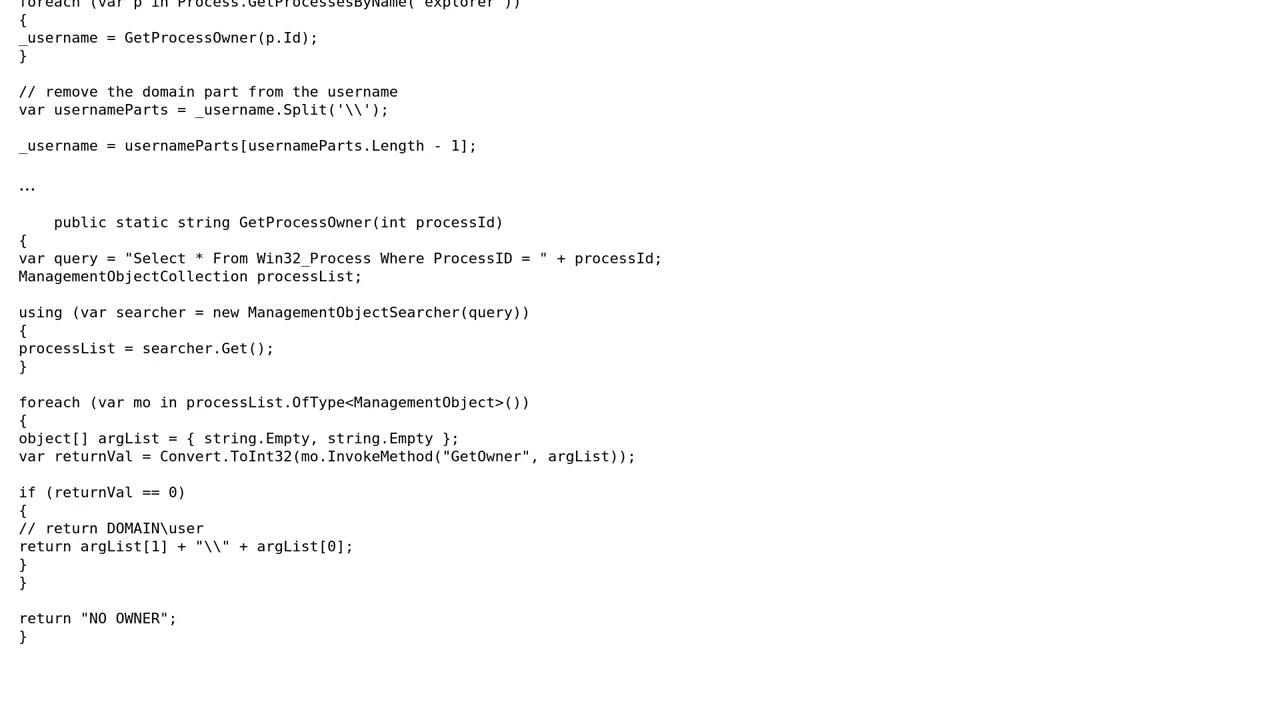 foreach (var p in Process.GetProcessesByName("explorer"))
{
_username = GetProcessOwner(p.Id);
}
// remove the domain part from the username
var usernameParts = _username.Split('\\');
_username = usernameParts[usernameParts.Length - 1];
...
public static string GetProcessOwner(int processId)
{
var query = "Select * From Win32_Process Where ProcessID = " + processId;
ManagementObjectCollection processList;
using (var searcher = new ManagementObjectSearcher(query))
{
processList = searcher.Get();
}
foreach (var mo in processList.OfType<ManagementObject>())
{
object[] argList = { string.Empty, string.Empty };
var returnVal = Convert.ToInt32(mo.InvokeMethod("GetOwner", argList));
if (returnVal == 0)
{
// return DOMAIN\user
return argList[1] + "\\" + argList[0];
}
}
return "NO OWNER";
}